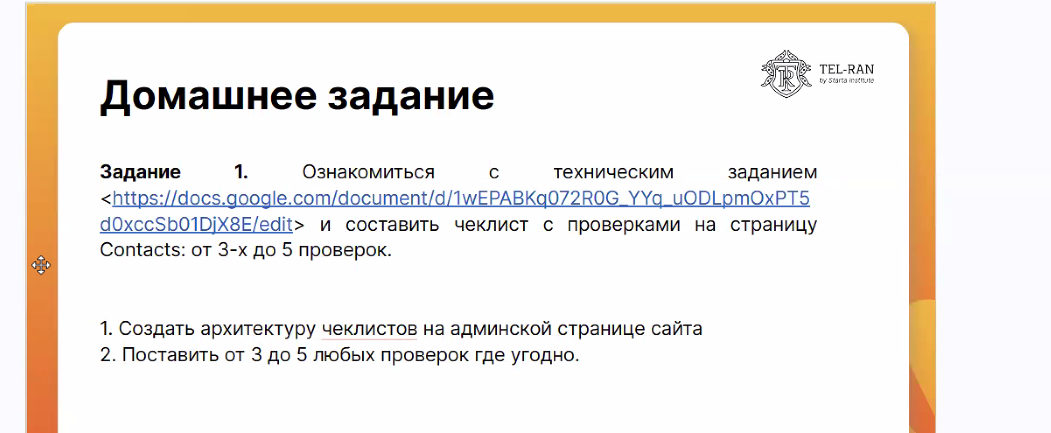 TEL-RAN
by Starta Institute
Домашнее задание
Задание 1. Ознакомиться с техническим заданием
<https://docs.google.com/document/d/1wEPABKq072R0G_YYq_uODLpmOxPT5
d0xccSb01DjX8E/edit> и составить чеклист с проверками на страницу
Contacts: от 3-х до 5 проверок.
1. Создать архитектуру чеклистов на админской странице сайта
2. Поставить от 3 до 5 любых проверок где угодно.